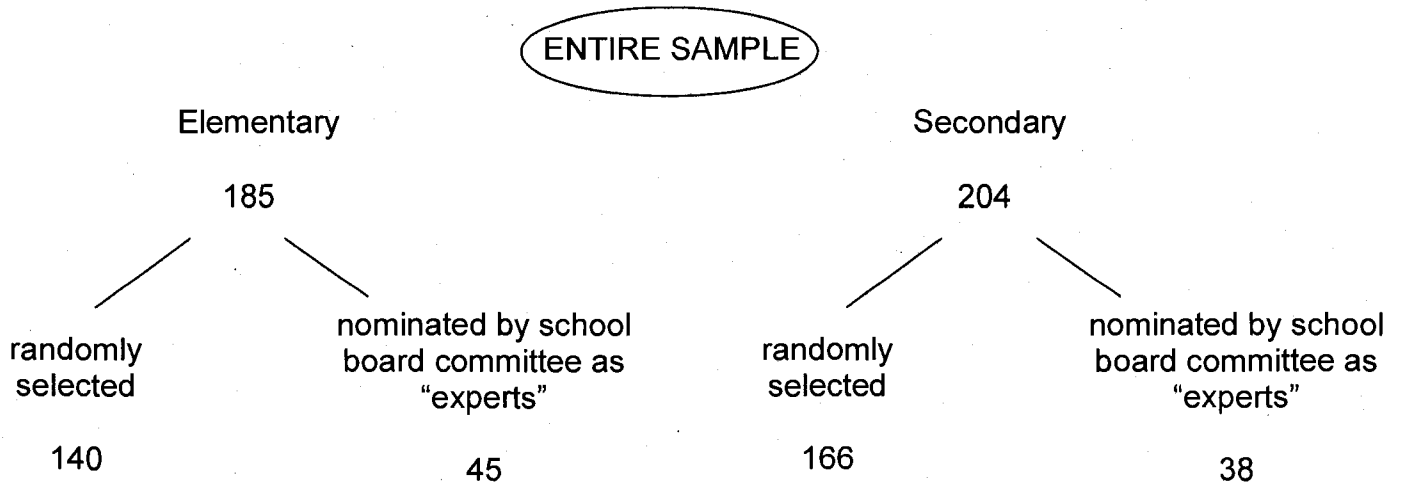 ENTIRE SAMPLE
Elementary
185
randomly
selected
140
nominated by school
board committee as
“experts”
45
Secondary
204
randomly
selected
166
nominated by school
board committee as
“experts”
38